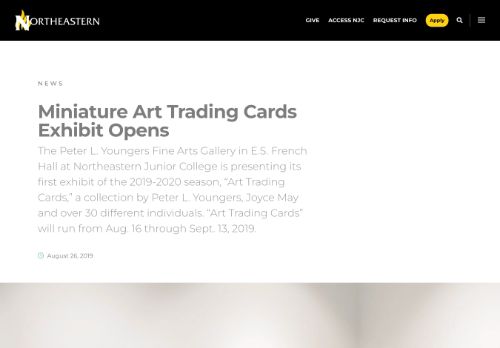 NORTHEASTERN
GIVE ACCESS NJC REQUEST INFO Apply
NEWS
Miniature Art Trading Cards
Exhibit Opens
The Peter L. Youngers Fine Arts Gallery in E.S. French
Hall at Northeastern Junior College is presenting its
first exhibit of the 2019-2020 season, “Art Trading
Cards,” a collection by Peter L. Youngers, Joyce May
and over 30 different individuals. “Art Trading Cards”
will run from Aug. 16 through Sept. 13, 2019.
August 26, 2019